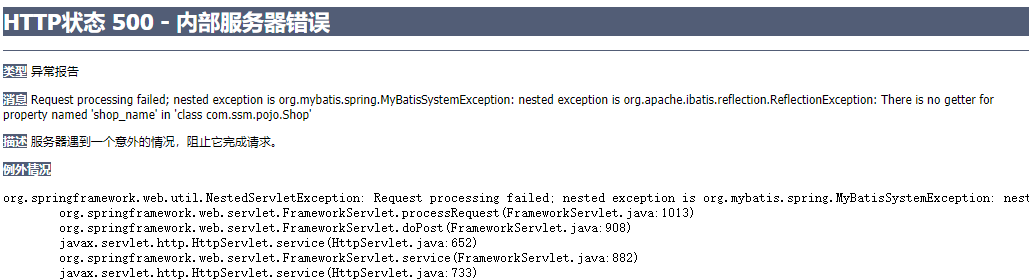 HTTP状态 500 - 内部服务器错误
类型 异常报告
消息 Request processing failed; nested exception is org.mybatis.spring.MyBatisSystemException: nested exception is org.apache.ibatis.reflection.ReflectionException: There is no getter for
property named 'shop_name' in 'class com.ssm.pojo.Shop'
描述 服务器遇到一个意外的情况，阻止它完成请求。
例外情况
org.springframework.web.util.NestedServletException: Request processing failed; nested exception is org.mybatis.spring.MyBatisSystemException: nest
org.springframework.web.servlet.FrameworkServlet.processRequest(FrameworkServlet.java:1013)
org.springframework.web.servlet.FrameworkServlet.doPost(FrameworkServlet.java:908)
javax.servlet.http.HttpServlet.service(HttpServlet.java:652)
org.springframework.web.servlet.FrameworkServlet.service(FrameworkServlet.java:882)
javax.servlet.http.HttpServlet.service(HttpServlet.java:733)